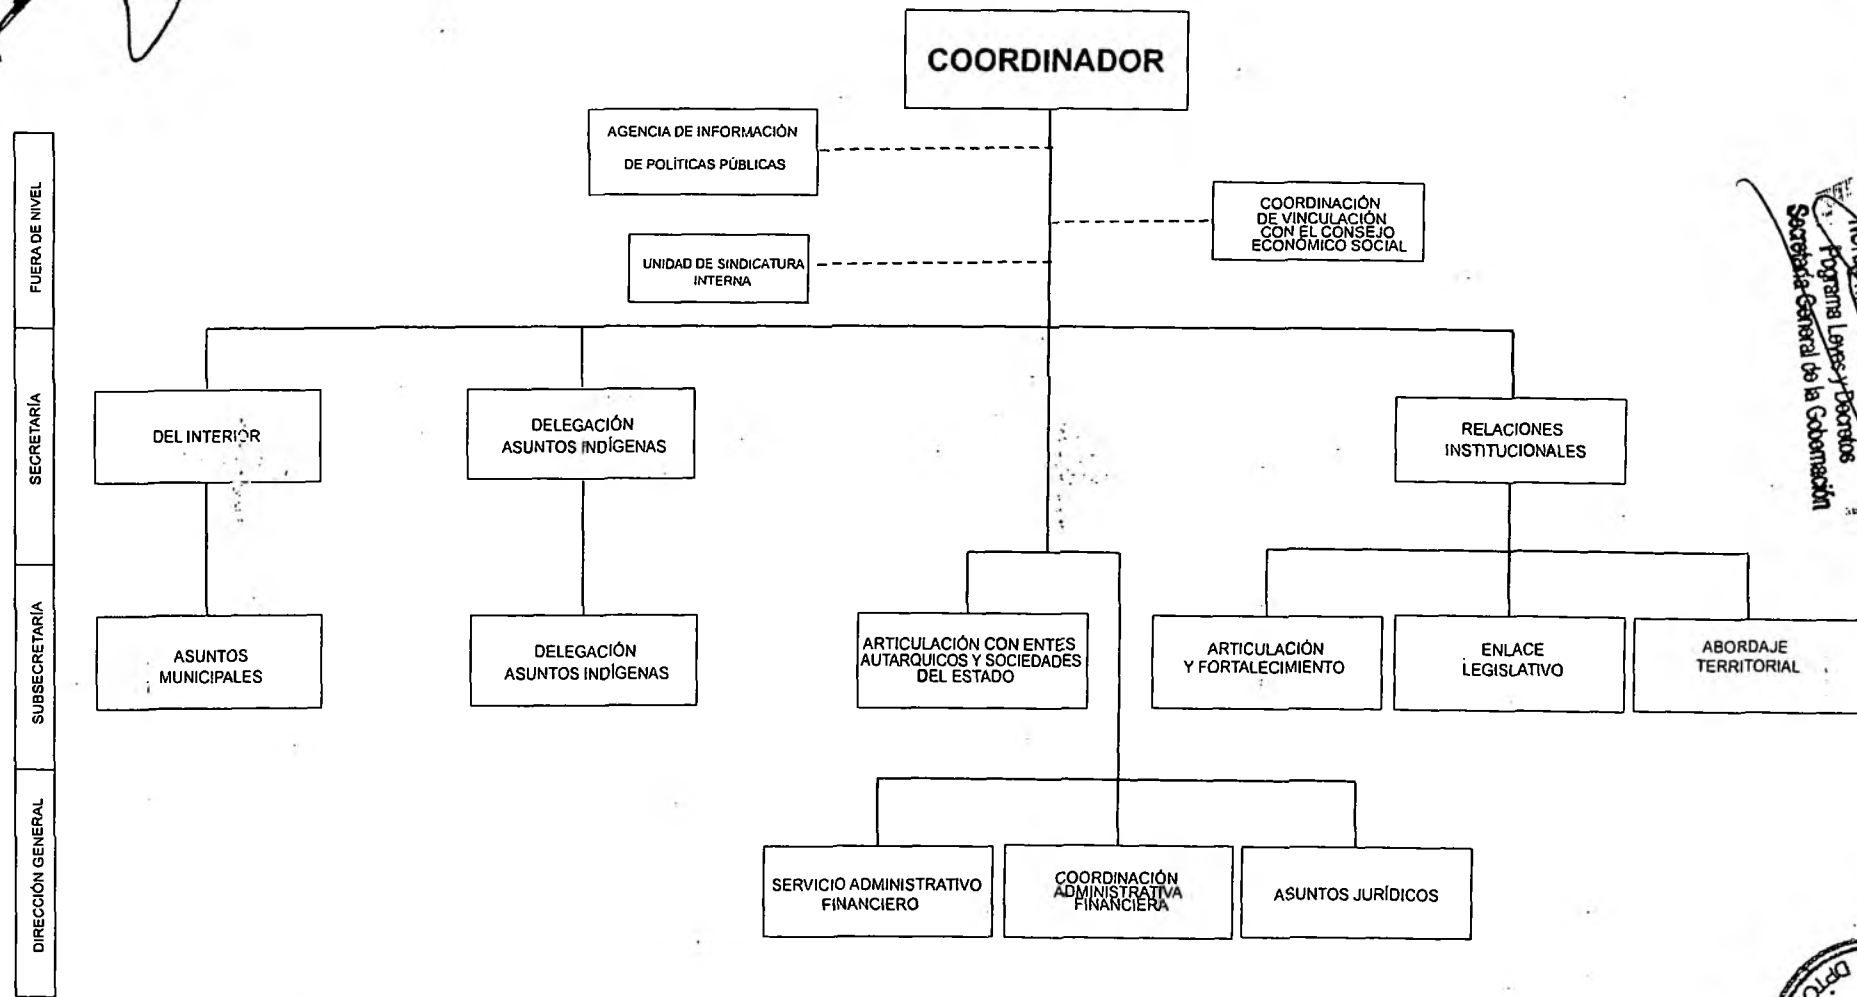 COORDINADOR
AGENCIA DE INFORMACIÓN
DE POLÍTICAS PÚBLICAS
COORDINACIÓN
DE VINCULACIÓN
CON EL CONSEJO
ECONÓMICO SOCIAL
UNIDAD DE SINDICATURA
INTERNA
FUERA DE NIVEL
SECRETARÍA
DEL INTERIOR
DELEGACIÓN
ASUNTOS INDÍGENAS
RELACIONES
INSTITUCIONALES
SUBSECRETARÍA
ASUNTOS
MUNICIPALES
DELEGACIÓN
ASUNTOS INDÍGENAS
ARTICULACIÓN CON ENTES
AUTARQUICOS Y SOCIEDADES
DEL ESTADO
ARTICULACIÓN
Y FORTALECIMIENTO
ENLACE
LEGISLATIVO
ABORDAJE
TERRITORIAL
DIRECCIÓN GENERAL
SERVICIO ADMINISTRATIVO
FINANCIERO
COORDINACIÓN
ADMINISTRATIVA
FINANCIERA
ASUNTOS JURÍDICOS
Programa Leyes y Decretos
Secretaría General de la Gobernación
DPTO.